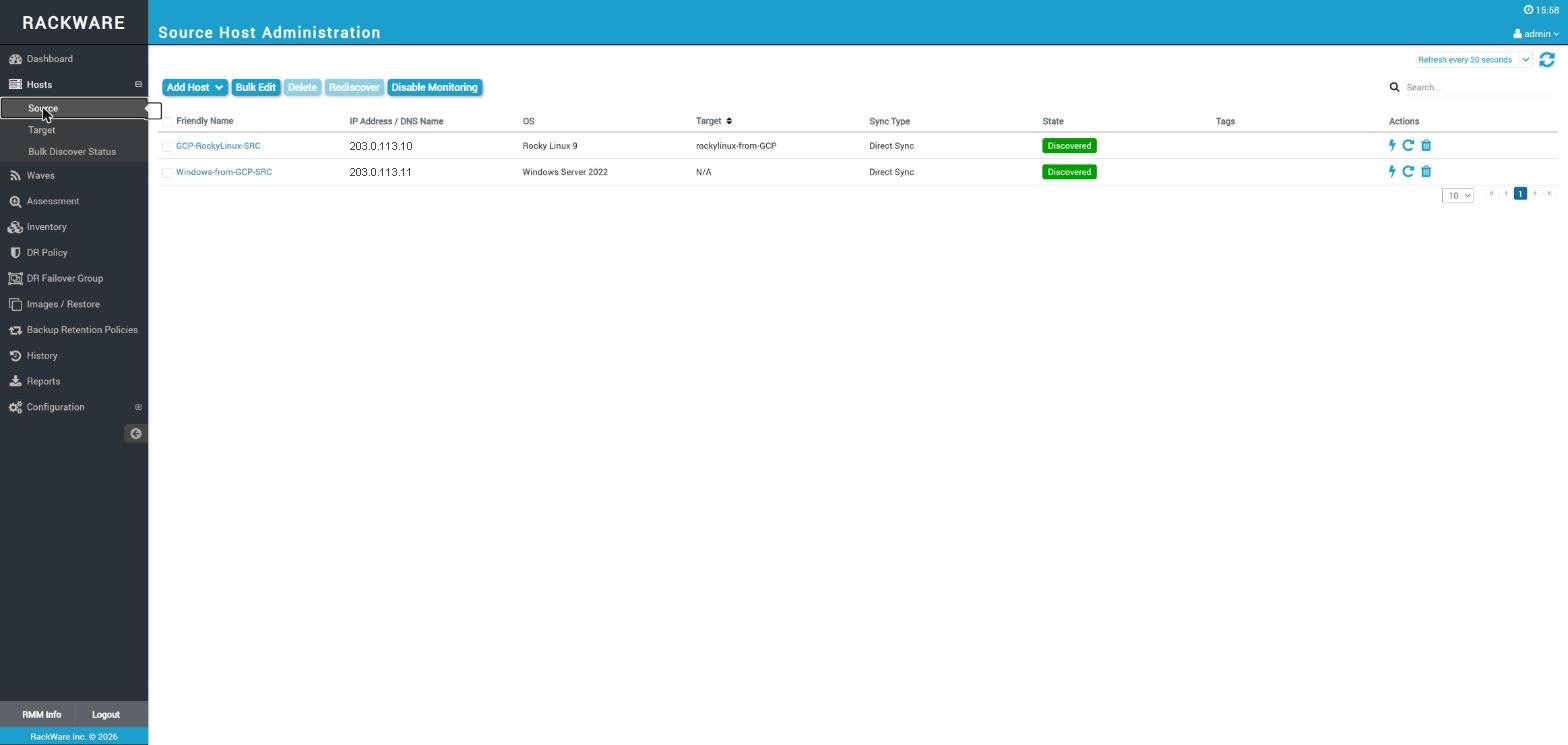 RACKWARE
15:58
Source Host Administration
admin
Dashboard
Refresh every 30 seconds
Hosts
Add Host Bulk Edit Delete Rediscover Disable Monitoring
Search...
Source
Friendly Name IP Address / DNS Name OS Target Sync Type State Tags Actions
Target
GCP-RockyLinux-SRC 203.0.113.10 Rocky Linux 9 rockylinux-from-GCP Direct Sync Discovered
Bulk Discover Status
Windows-from-GCP-SRC 203.0.113.11 Windows Server 2022 N/A Direct Sync Discovered
Waves
10 1
Assessment
Inventory
DR Policy
DR Failover Group
Images / Restore
Backup Retention Policies
History
Reports
Configuration
RMM Info Logout
RackWare Inc. © 2026